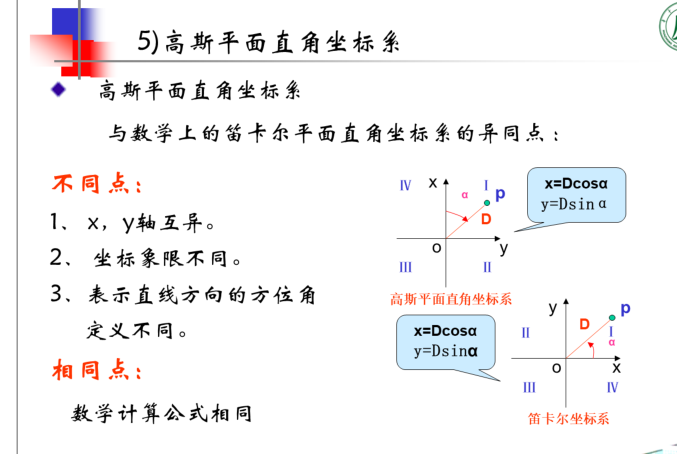 5)高斯平面直角坐标系
高斯平面直角坐标系
与数学上的笛卡尔平面直角坐标系的异同点：
不同点：
1、 x，y轴互异。
2、 坐标象限不同。
3、表示直线方向的方位角
定义不同。
相同点：
数学计算公式相同
IV x I
α p
D
o y
III II
高斯平面直角坐标系
x=Dcosα
y=Dsinα
x=Dcosα
y=Dsinα
y p
II D I
α
o x
III IV
笛卡尔坐标系